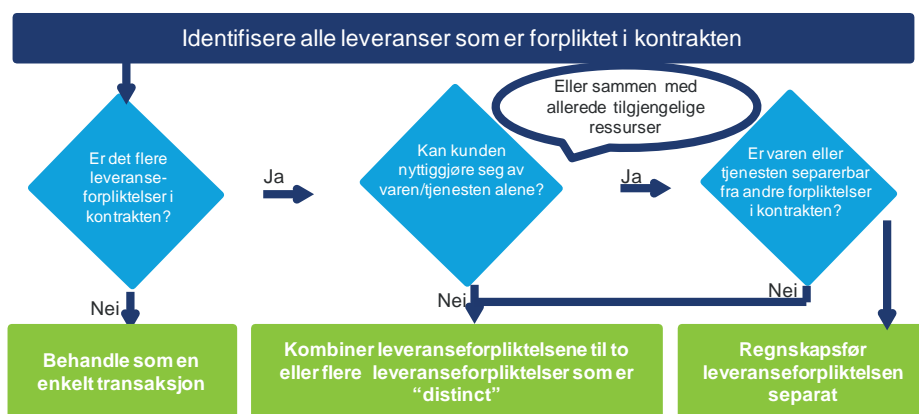 Identifisere alle leveranser som er forpliktet i kontrakten
Eller sammen med
allerede tilgjengelige
ressurser
Er det flere
leveranse-
forpliktelser i
kontrakten?
Ja
Kan kunden
nyttiggjøre seg av
varen/tjenesten alene?
Ja
Er varen eller
tjenesten separerbar
fra andre forpliktelser
i kontrakten?
Nei
Nei
Nei
Behandle som en
enkelt transaksjon
Kombiner leveranseforpliktelsene til to
eller flere leveranseforpliktelser som er
“distinct”
Regnskapsfør
leveranseforpliktelsen
separat